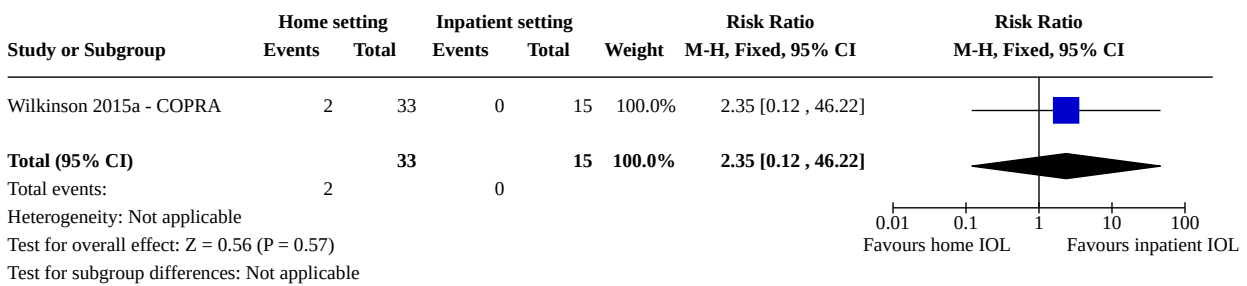 Home setting Inpatient setting Risk Ratio Risk Ratio
Study or Subgroup Events Total Events Total Weight M-H, Fixed, 95% CI M-H, Fixed, 95% CI
Wilkinson 2015a - COPRA 2 33 0 15 100.0% 2.35 [0.12 , 46.22]
Total (95% CI) 33 15 100.0% 2.35 [0.12 , 46.22]
Total events: 2 0
Heterogeneity: Not applicable
0.01 0.1 1 10 100
Test for overall effect: Z = 0.56 (P = 0.57)
Favours home IOL Favours inpatient IOL
Test for subgroup differences: Not applicable